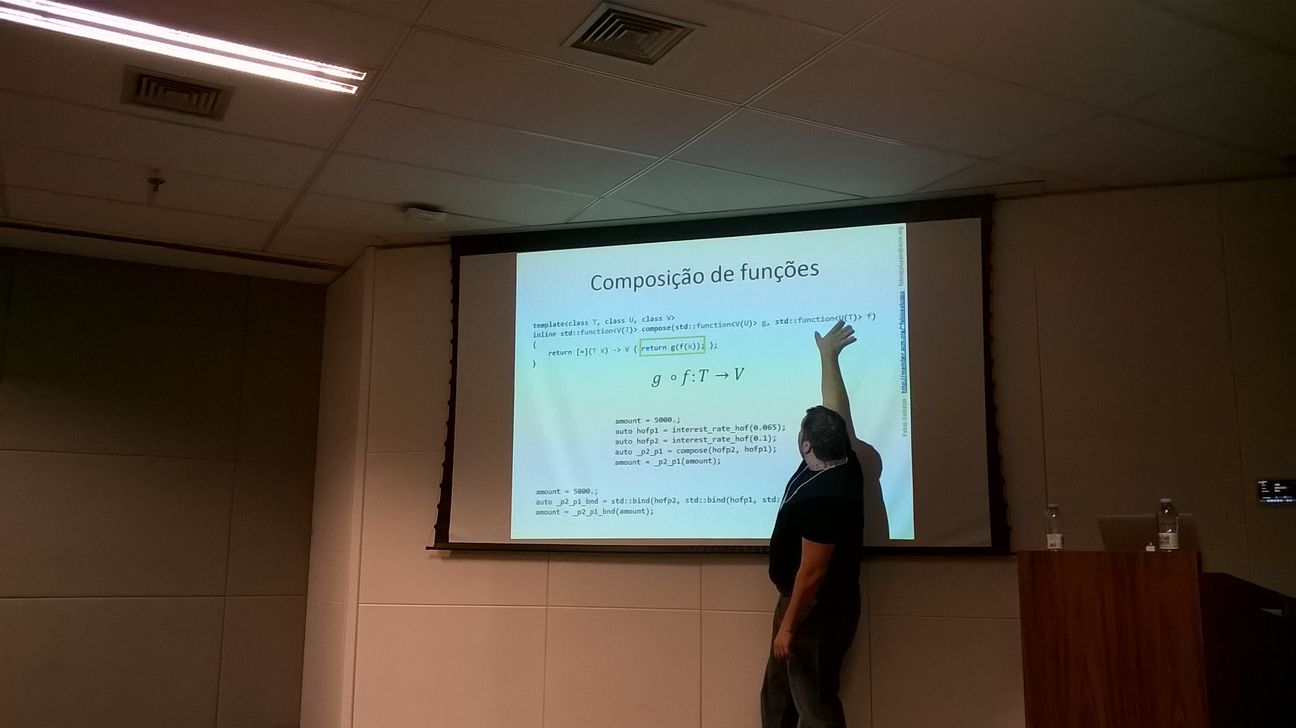 Composição de funções
template<class T, class U, class V>
inline std::function<V(T)> compose(std::function<V(U)> g, std::function<U(T)> f)
{
return [=](T x) -> V { return g(f(x)); };
}
g ∘ f: T → V
amount = 5000.;
auto hofp1 = interest_rate_hof(0.065);
auto hofp2 = interest_rate_hof(0.1);
auto _p2_p1 = compose(hofp2, hofp1);
amount = _p2_p1(amount);
amount = 5000.;
auto _p2_p1_bnd = std::bind(hofp2, std::bind(hofp1, std:
amount = _p2_p1_bnd(amount);
Fabio Galuppo